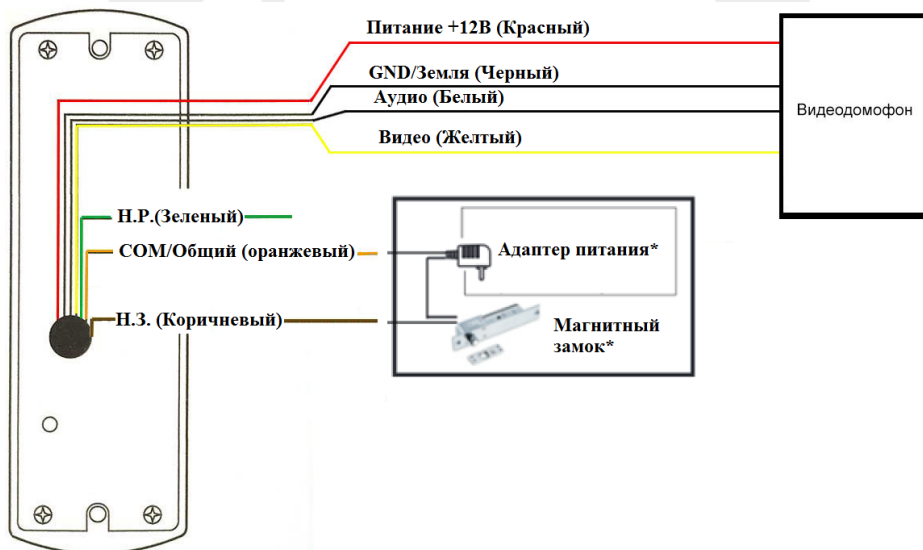 Питание +12В (Красный)
GND/Земля (Черный)
Аудио (Белый)
Видео (Желтый)
Видеодомофон
Н.Р.(Зеленый)
СОМ/Общий (оранжевый)
Н.З. (Коричневый)
Адаптер питания*
Магнитный
замок*